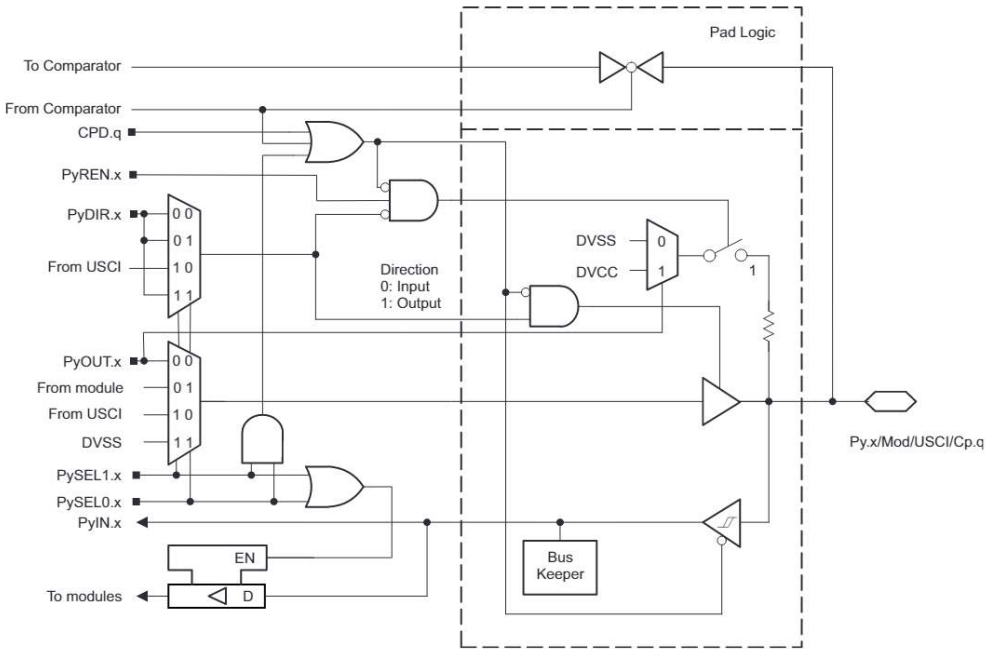 Pad Logic
To Comparator
From Comparator
CPD.q
PyREN.x
PyDIR.x
0 0
0 1
From USCI
1 0
1 1
Direction
0: Input
1: Output
DVSS
0
DVCC
1
1
PyOUT.x
0 0
From module
0 1
From USCI
1 0
DVSS
1 1
Py.x/Mod/USCI/Cp.q
PySEL1.x
PySEL0.x
PyIN.x
Bus
Keeper
EN
To modules
D